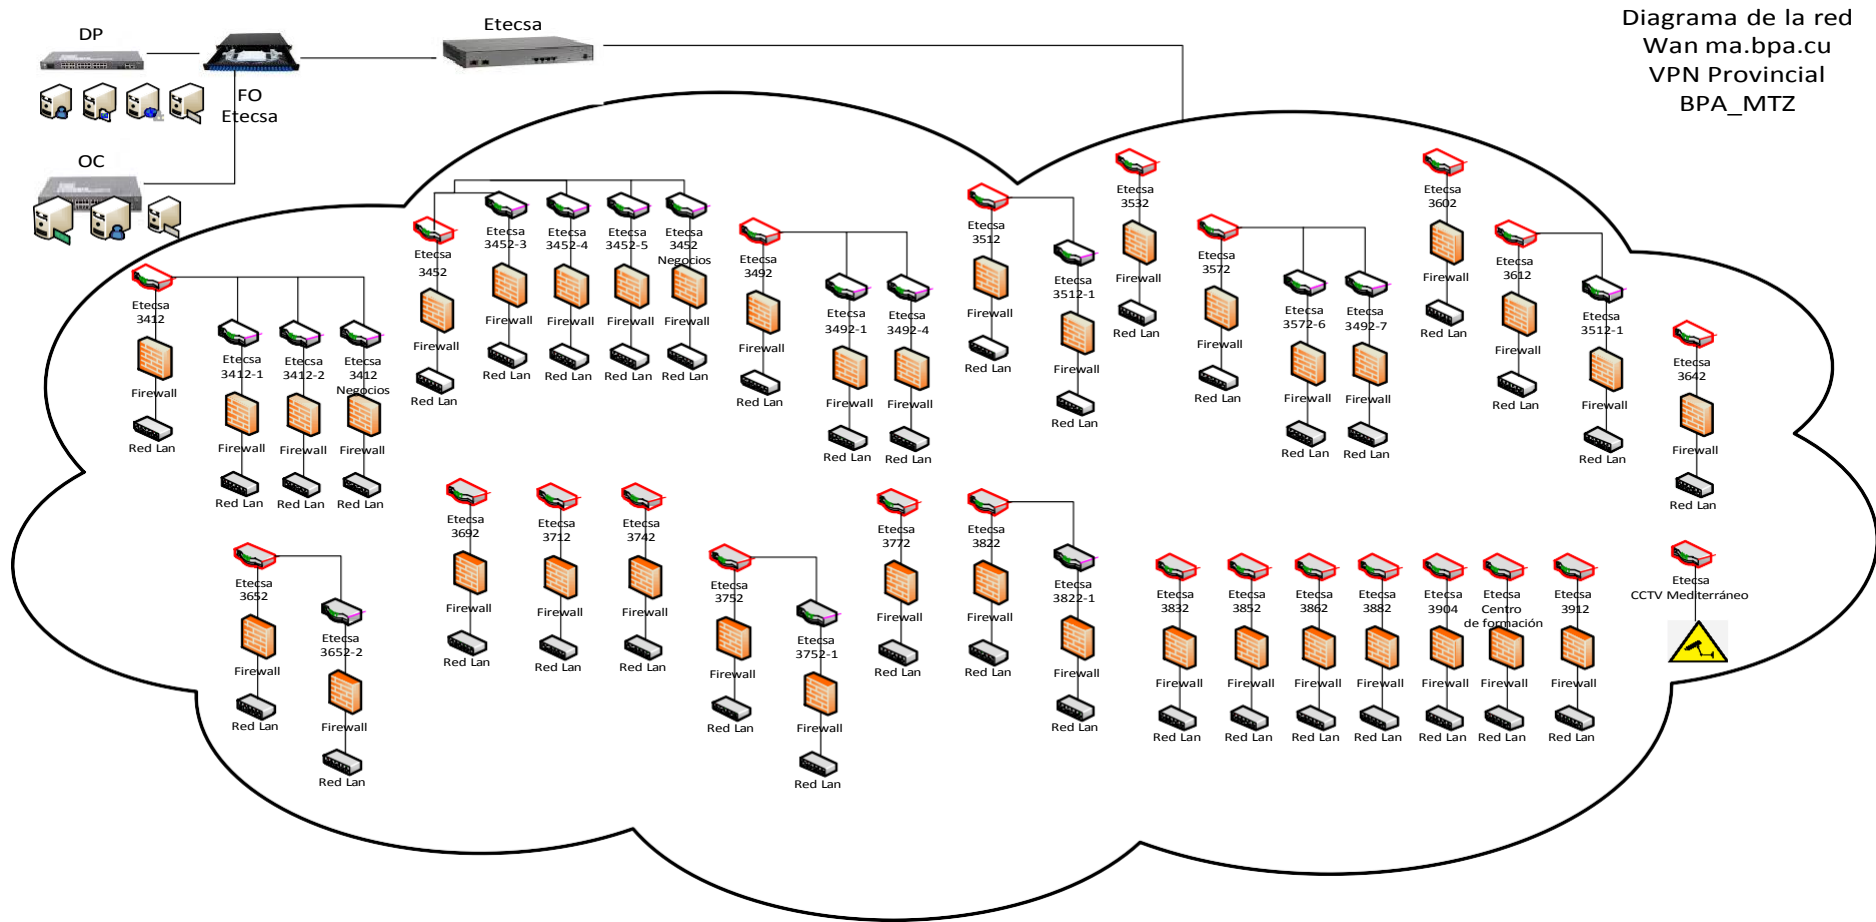 Diagrama de la red
Wan ma.bpa.cu
VPN Provincial
BPA_MTZ
DP
Etecsa
FO
Etecsa
OC
Etecsa
3412
Firewall
Red Lan
Etecsa
3412-1
Firewall
Red Lan
Etecsa
3412-2
Firewall
Red Lan
Etecsa
3412
Negocios
Firewall
Red Lan
Etecsa
3452
Firewall
Red Lan
Etecsa
3452-3
Firewall
Red Lan
Etecsa
3452-4
Firewall
Red Lan
Etecsa
3452-5
Firewall
Red Lan
Etecsa
3452
Negocios
Firewall
Red Lan
Etecsa
3492
Firewall
Red Lan
Etecsa
3492-1
Firewall
Red Lan
Etecsa
3492-4
Firewall
Red Lan
Etecsa
3512
Firewall
Red Lan
Etecsa
3512-1
Firewall
Red Lan
Etecsa
3532
Firewall
Red Lan
Etecsa
3572
Firewall
Red Lan
Etecsa
3572-6
Firewall
Red Lan
Etecsa
3492-7
Firewall
Red Lan
Etecsa
3602
Firewall
Red Lan
Etecsa
3612
Firewall
Red Lan
Etecsa
3512-1
Firewall
Red Lan
Etecsa
3642
Firewall
Red Lan
Etecsa
3652
Firewall
Red Lan
Etecsa
3652-2
Firewall
Red Lan
Etecsa
3692
Firewall
Red Lan
Etecsa
3712
Firewall
Red Lan
Etecsa
3742
Firewall
Red Lan
Etecsa
3752
Firewall
Red Lan
Etecsa
3752-1
Firewall
Red Lan
Etecsa
3772
Firewall
Red Lan
Etecsa
3822
Firewall
Red Lan
Etecsa
3822-1
Firewall
Red Lan
Etecsa
3832
Firewall
Red Lan
Etecsa
3852
Firewall
Red Lan
Etecsa
3862
Firewall
Red Lan
Etecsa
3882
Firewall
Red Lan
Etecsa
3904
Firewall
Red Lan
Etecsa
Centro
de formación
Firewall
Red Lan
Etecsa
3912
Firewall
Red Lan
Etecsa
CCTV Mediterráneo